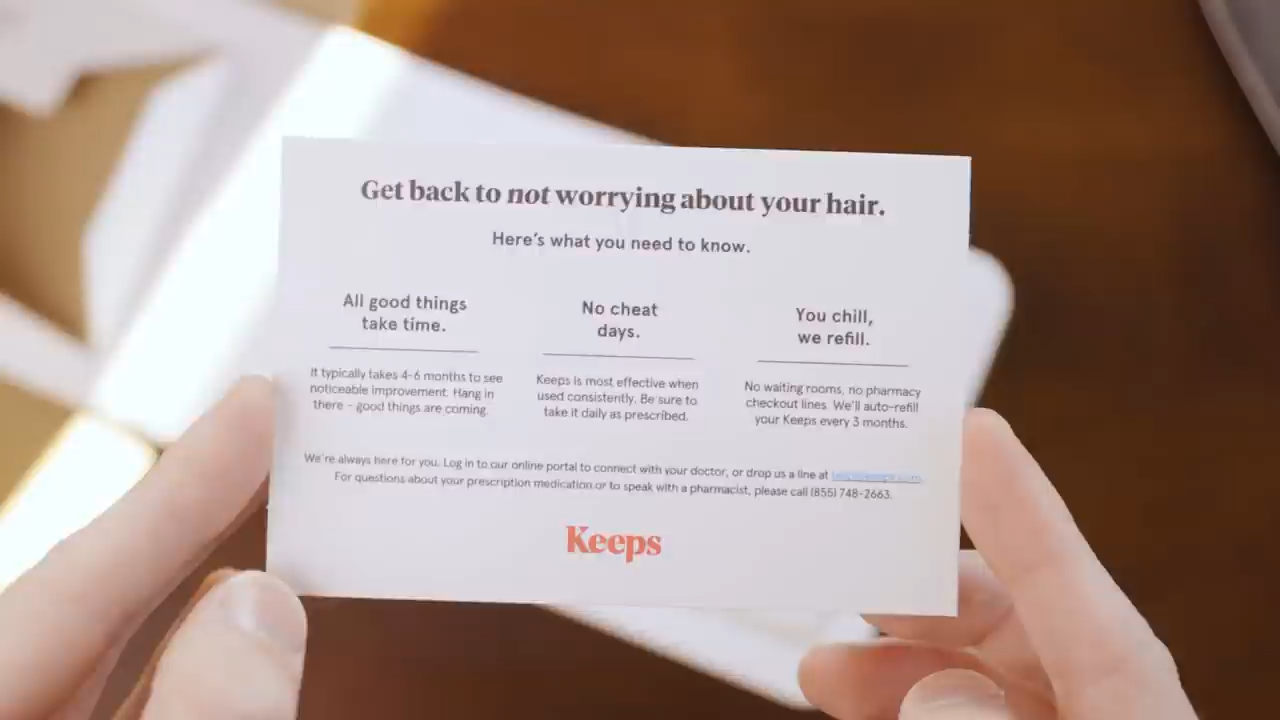 Get back to not worrying about your hair.
Here's what you need to know.
All good things
take time.
It typically takes 4-6 months to see
noticeable improvement. Hang in
there – good things are coming.
No cheat
days.
Keeps is most effective when
used consistently. Be sure to
take it daily as prescribed.
You chill,
we refill.
No waiting rooms, no pharmacy
checkout lines. We'll auto-refill
your Keeps every 3 months.
We're always here for you. Log in to our online portal to connect with your doctor, or drop us a line at
For questions about your prescription medication or to speak with a pharmacist, please call (855) 748-2663.
Keeps